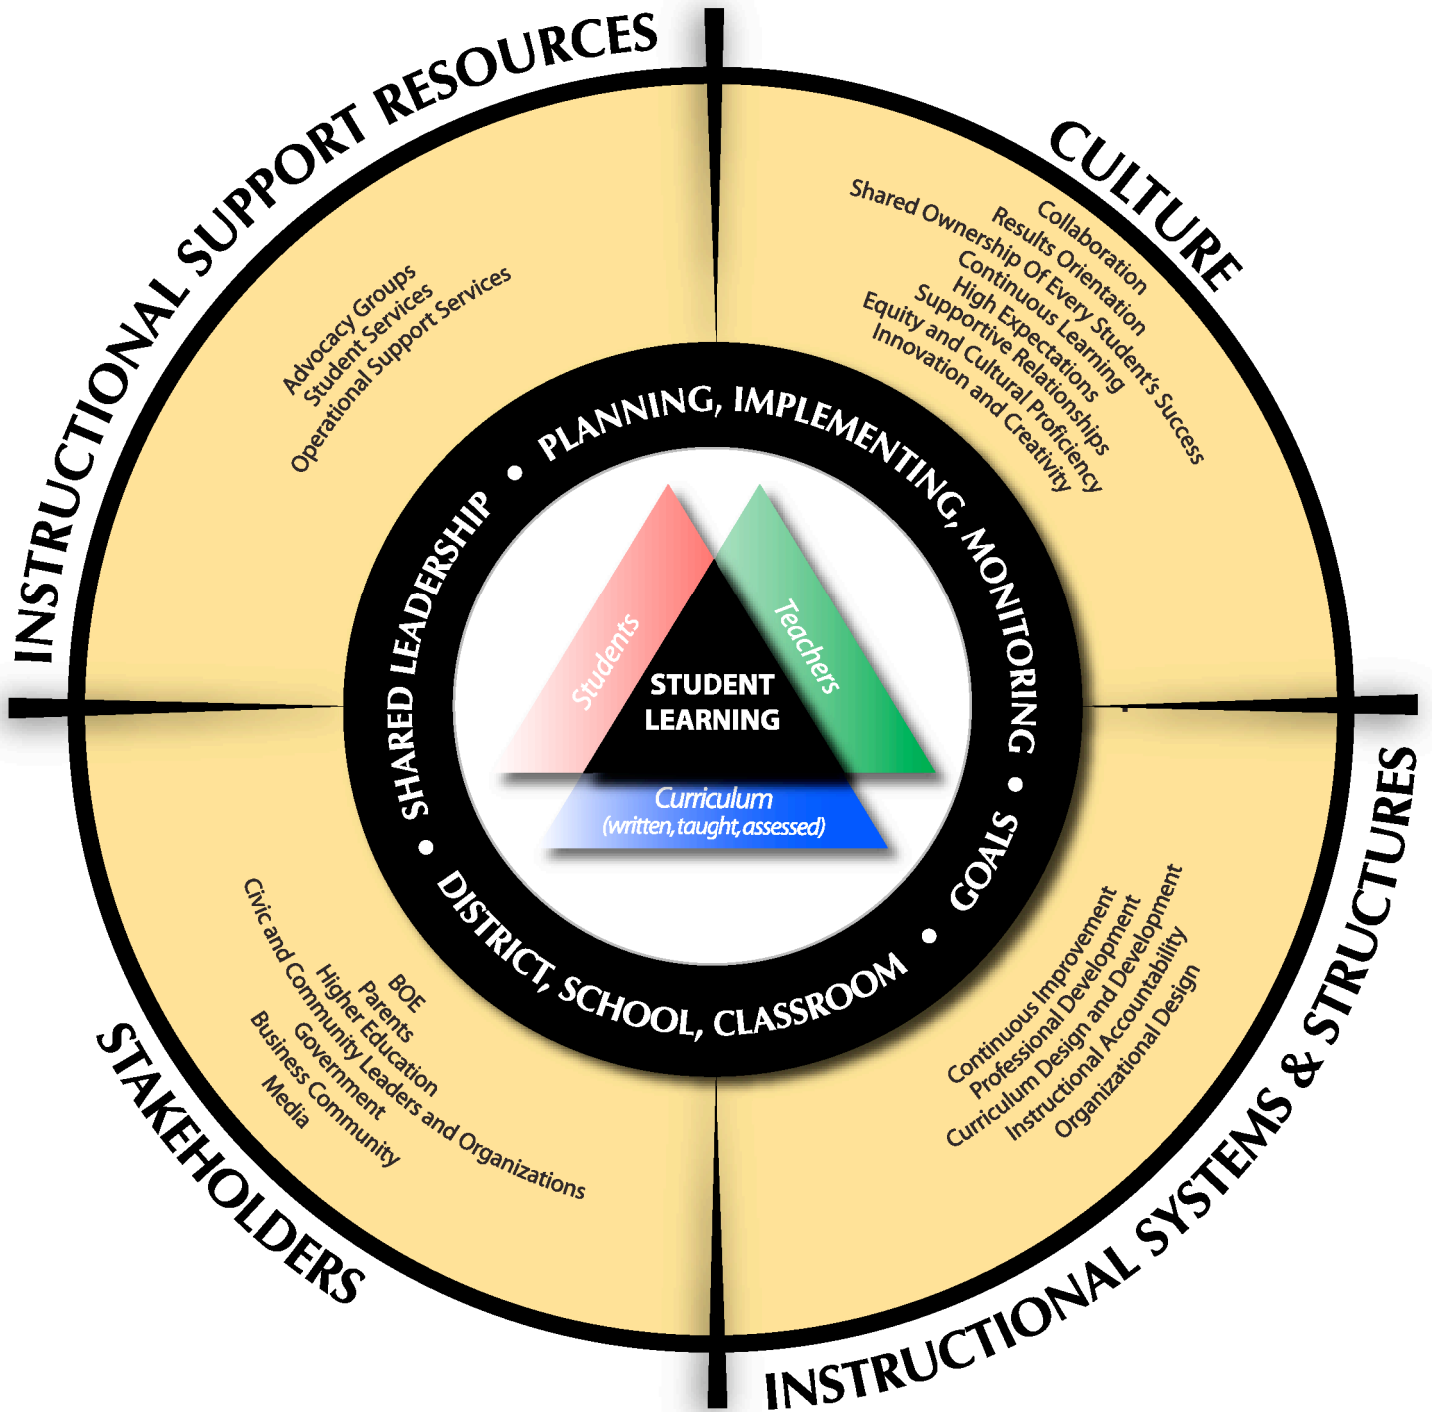 INSTRUCTIONAL SUPPORT RESOURCES
Advocacy Groups
Student Services
Operational Support Services
CULTURE
Collaboration
Results Orientation
Shared Ownership Of Every Student's Success
Continuous Learning
High Expectations
Supportive Relationships
Equity and Cultural Proficiency
Innovation and Creativity
SHARED LEADERSHIP •
PLANNING, IMPLEMENTING, MONITORING •
GOALS •
DISTRICT, SCHOOL, CLASSROOM •
Students
Teachers
STUDENT
LEARNING
Curriculum
(written, taught, assessed)
STAKEHOLDERS
BOE
Parents
Higher Education
Civic and Community Leaders and Organizations
Government
Business Community
Media
INSTRUCTIONAL SYSTEMS & STRUCTURES
Continuous Improvement
Professional Development
Curriculum Design and Development
Instructional Accountability
Organizational Design